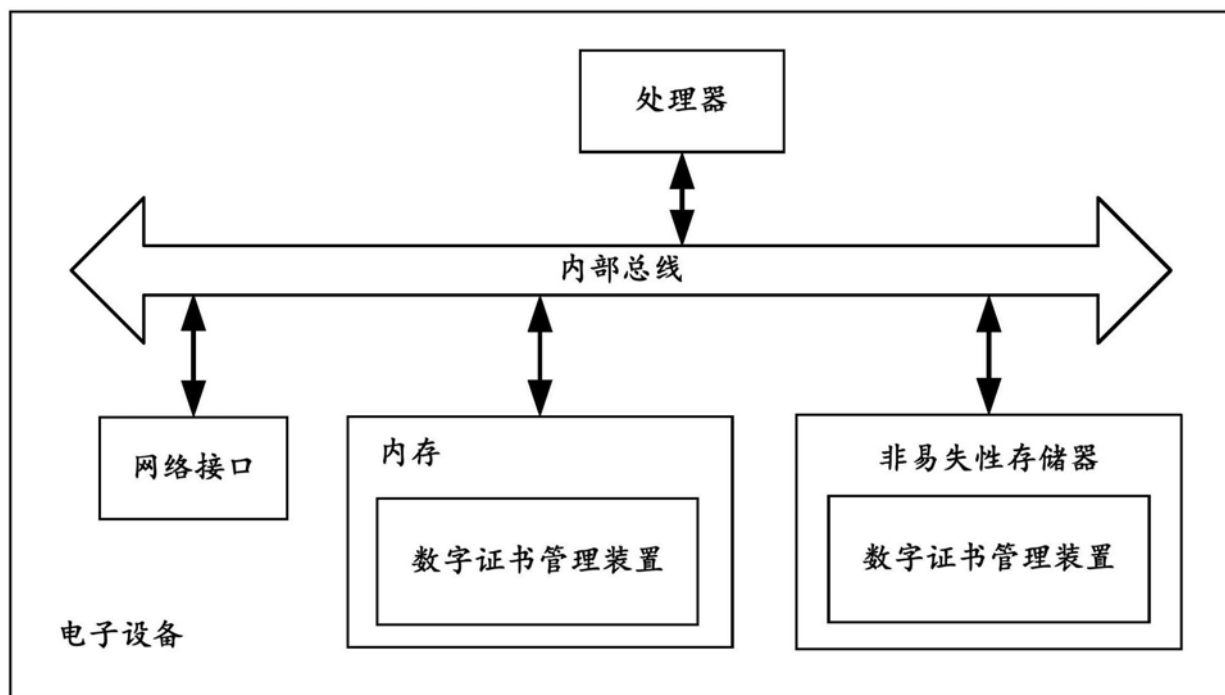 处理器
内部总线
网络接口
内存
数字证书管理装置
非易失性存储器
数字证书管理装置
电子设备